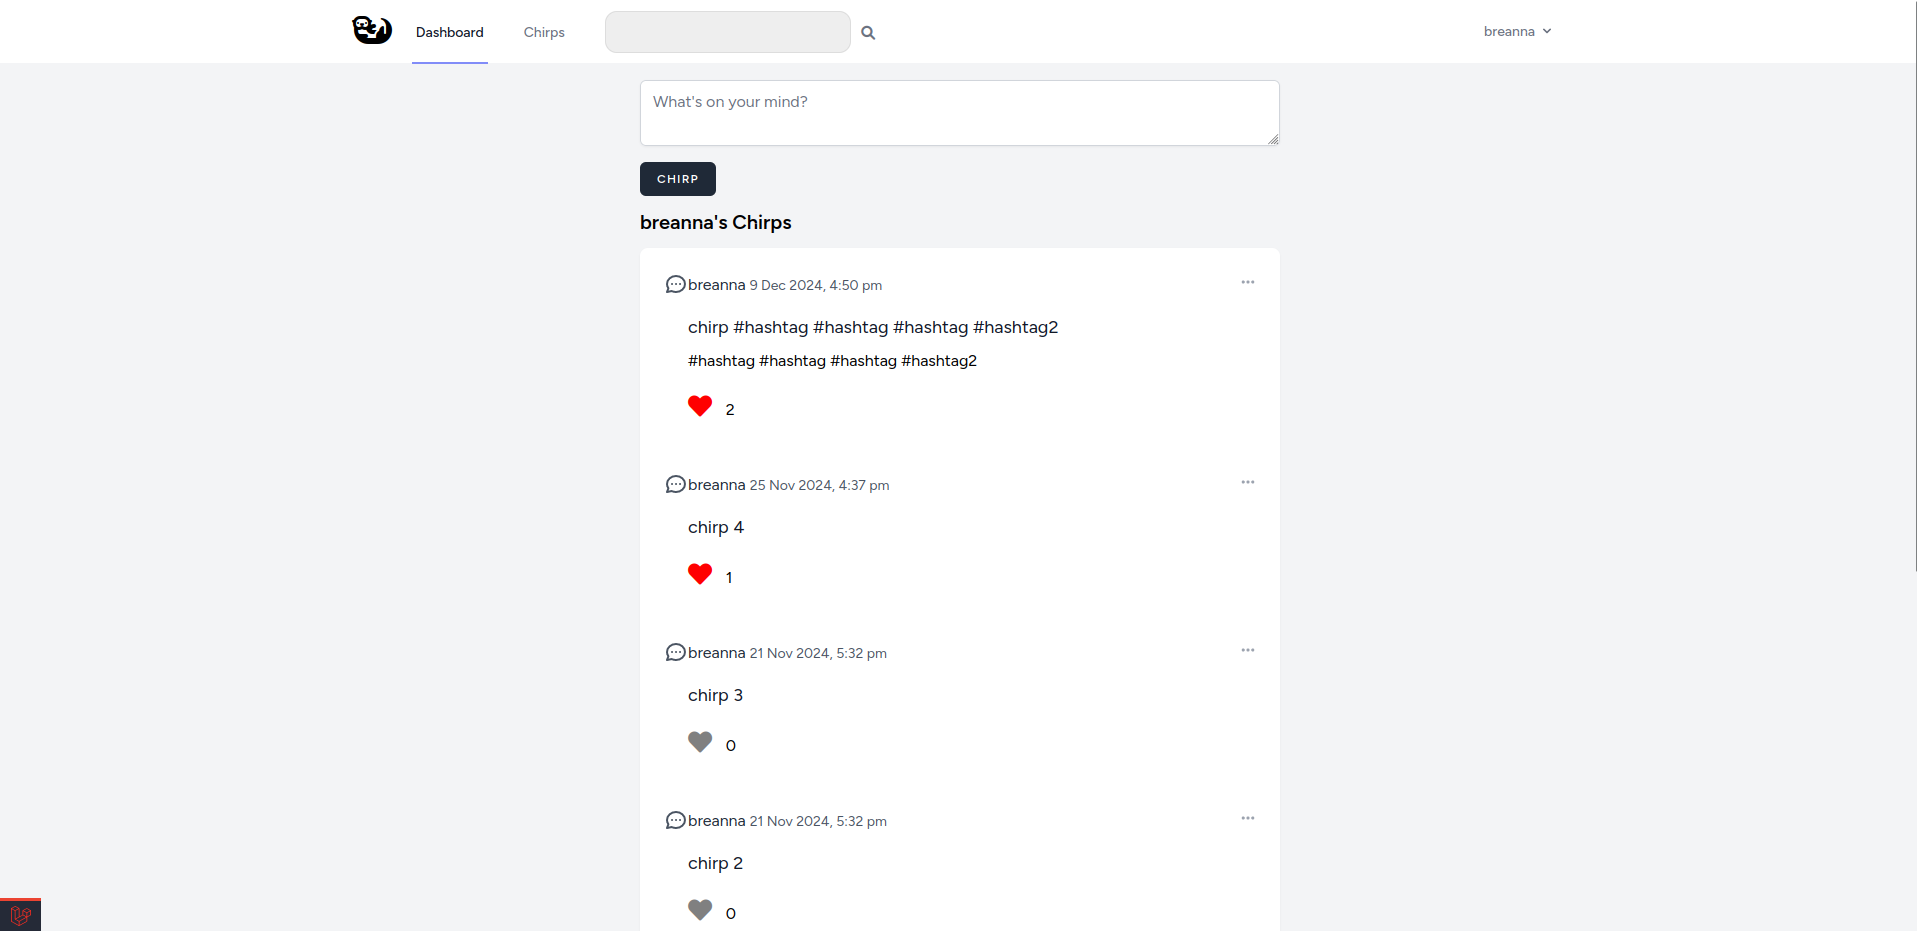 Dashboard Chirps breanna
What's on your mind?
CHIRP
breanna's Chirps
breanna 9 Dec 2024, 4:50 pm
chirp #hashtag #hashtag #hashtag #hashtag2
#hashtag #hashtag #hashtag #hashtag2
2
breanna 25 Nov 2024, 4:37 pm
chirp 4
1
breanna 21 Nov 2024, 5:32 pm
chirp 3
0
breanna 21 Nov 2024, 5:32 pm
chirp 2
0